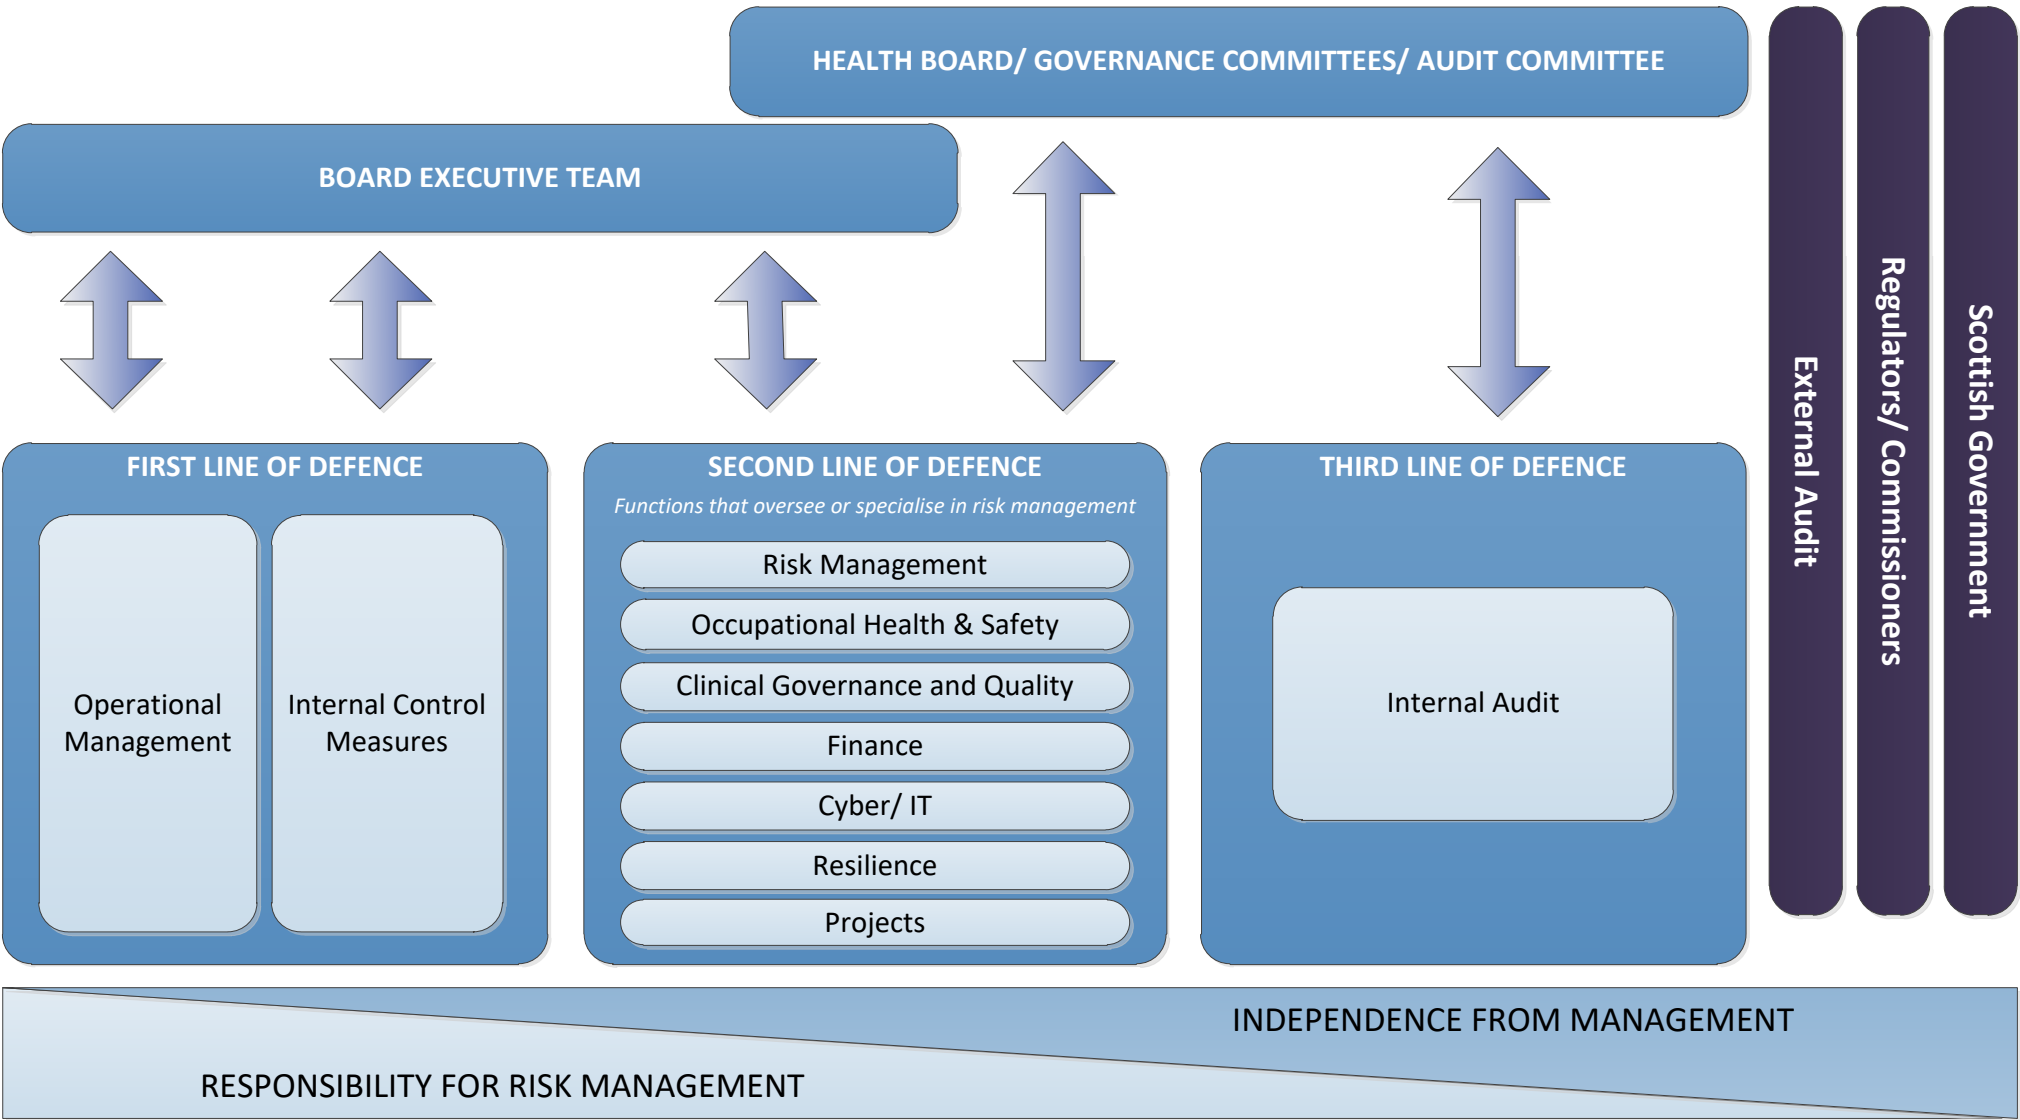 HEALTH BOARD/ GOVERNANCE COMMITTEES/ AUDIT COMMITTEE
BOARD EXECUTIVE TEAM
FIRST LINE OF DEFENCE
Operational
Management
Internal Control
Measures
SECOND LINE OF DEFENCE
Functions that oversee or specialise in risk management
Risk Management
Occupational Health & Safety
Clinical Governance and Quality
Finance
Cyber/ IT
Resilience
Projects
THIRD LINE OF DEFENCE
Internal Audit
External Audit
Regulators/ Commissioners
Scottish Government
INDEPENDENCE FROM MANAGEMENT
RESPONSIBILITY FOR RISK MANAGEMENT